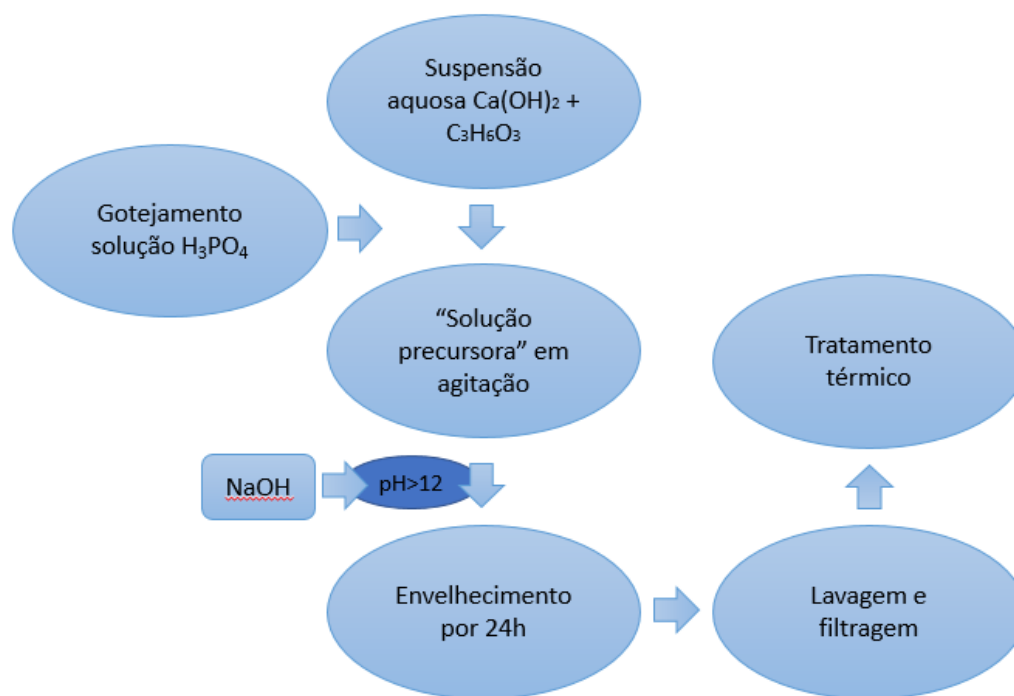 Suspensão
aquosa Ca(OH)₂ +
C₃H₆O₃
Gotejamento
solução H₃PO₄
“Solução
precursora” em
agitação
Tratamento
térmico
NaOH
pH>12
Envelhecimento
por 24h
Lavagem e
filtragem